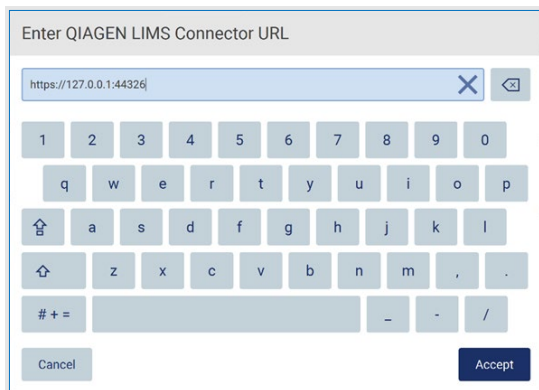 Enter QIAGEN LIMS Connector URL
https://127.0.0.1:44326
1 2 3 4 5 6 7 8 9 0
q w e r t y u i o p
a s d f g h j k l
z x c v b n m , .
# + = _ - /
Cancel Accept